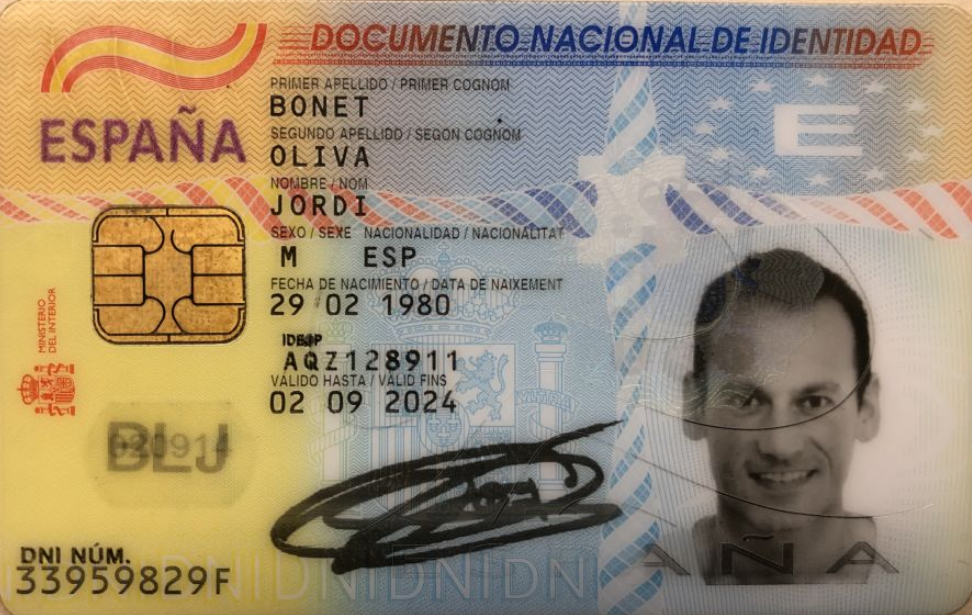 DOCUMENTO NACIONAL DE IDENTIDAD
ESPAÑA
E
PRIMER APELLIDO / PRIMER COGNOM
BONET
SEGUNDO APELLIDO / SEGON COGNOM
OLIVA
NOMBRE / NOM
JORDI
SEXO / SEXE NACIONALIDAD / NACIONALITAT
M ESP
FECHA DE NACIMIENTO / DATA DE NAIXEMENT
29 02 1980
IDESP
AQZ128911
VALIDO HASTA / VÀLID FINS
02 09 2024
MINISTERIO
DEL INTERIOR
BLJ
020914
DNI NÚM.
33959829F
DNIDNIDNIDN
AÑA